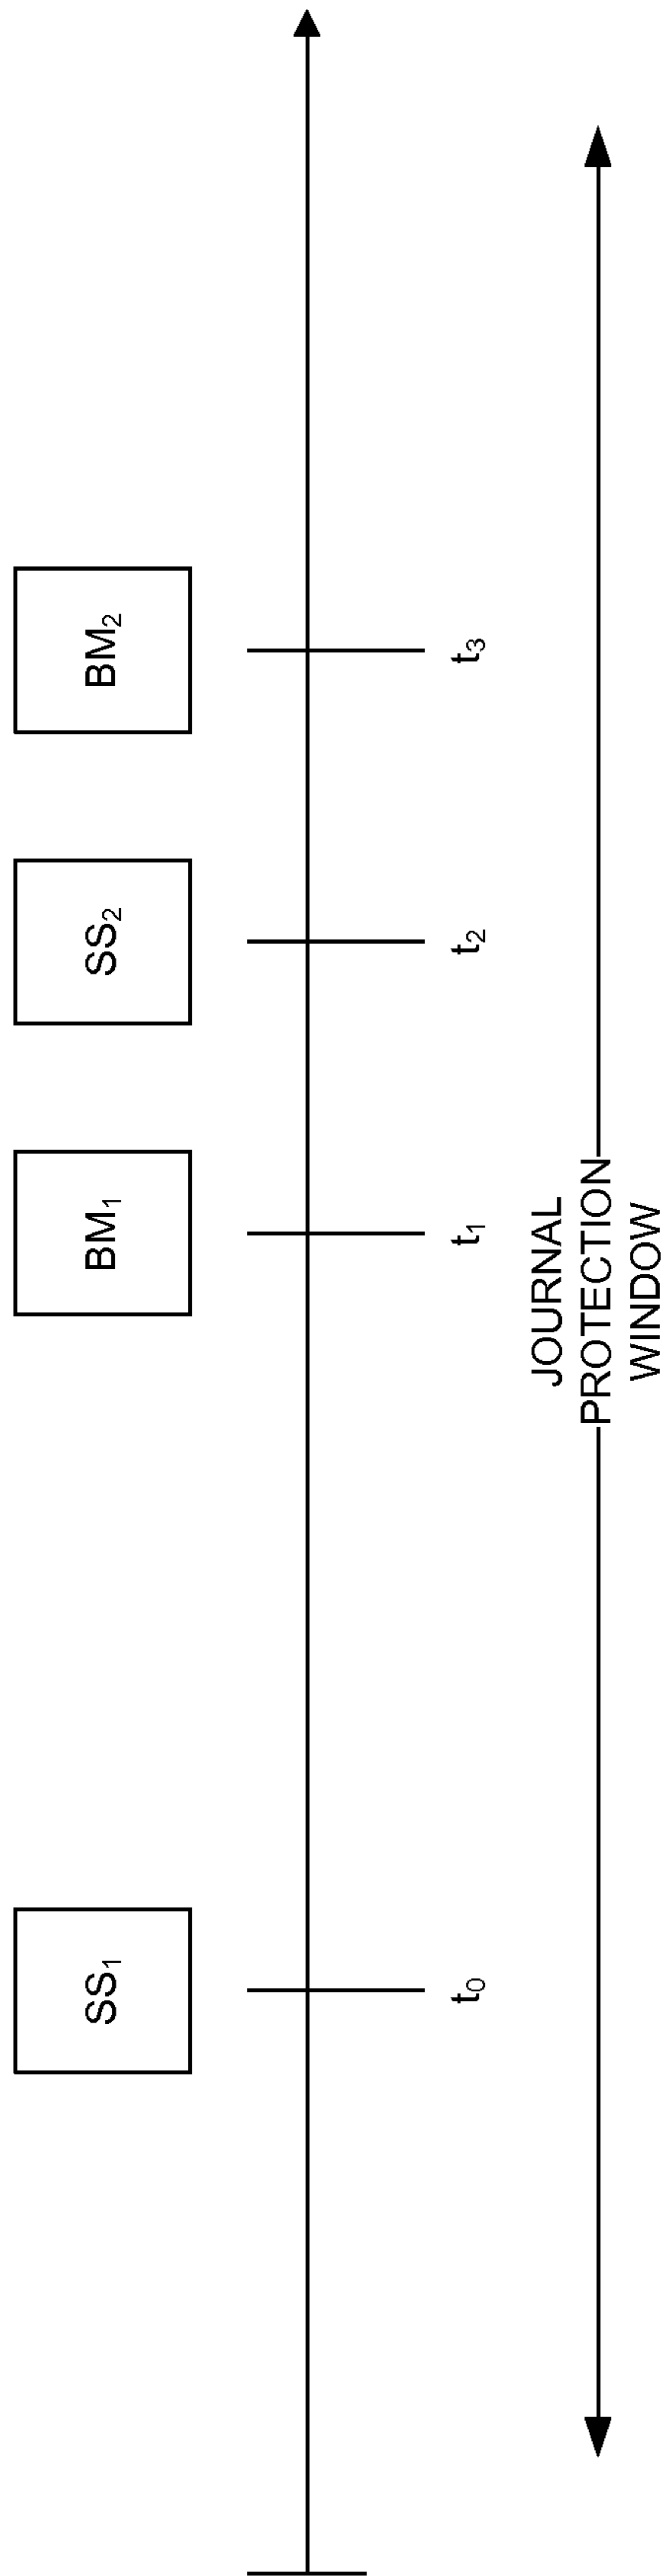 SS₁
BM₁
SS₂
BM₂
t₀
t₁
t₂
t₃
JOURNAL
PROTECTION
WINDOW